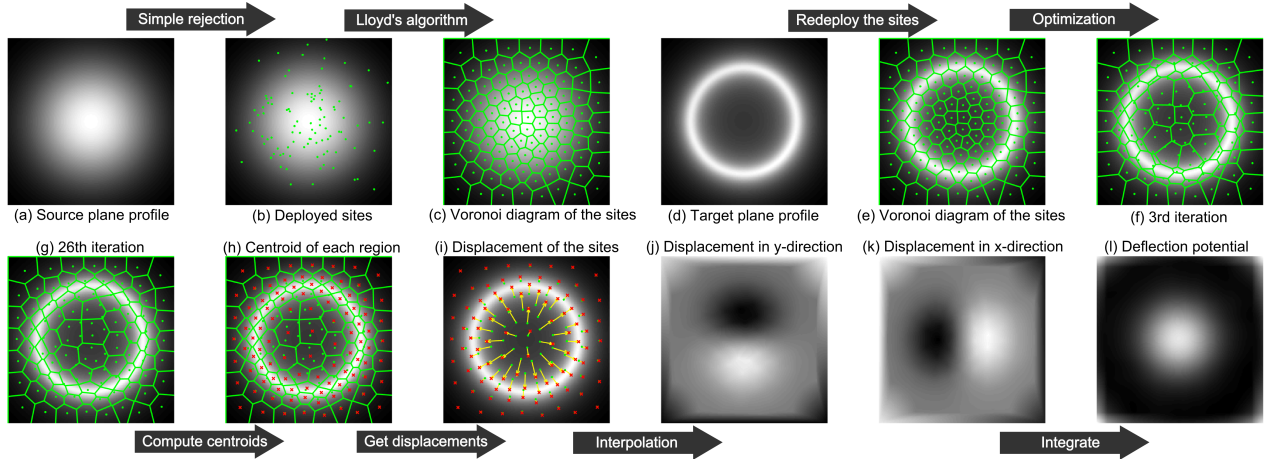 Simple rejection
Lloyd's algorithm
Redeploy the sites
Optimization
(a) Source plane profile
(b) Deployed sites
(c) Voronoi diagram of the sites
(d) Target plane profile
(e) Voronoi diagram of the sites
(f) 3rd iteration
(g) 26th iteration
(h) Centroid of each region
(i) Displacement of the sites
(j) Displacement in y-direction
(k) Displacement in x-direction
(l) Deflection potential
Compute centroids
Get displacements
Interpolation
Integrate